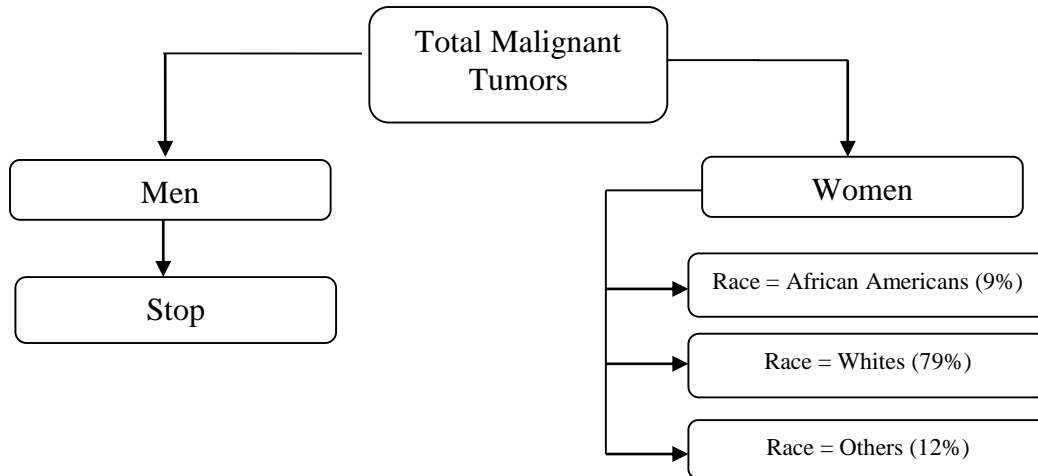 Total Malignant
Tumors
Men
Women
Stop
Race = African Americans (9%)
Race = Whites (79%)
Race = Others (12%)